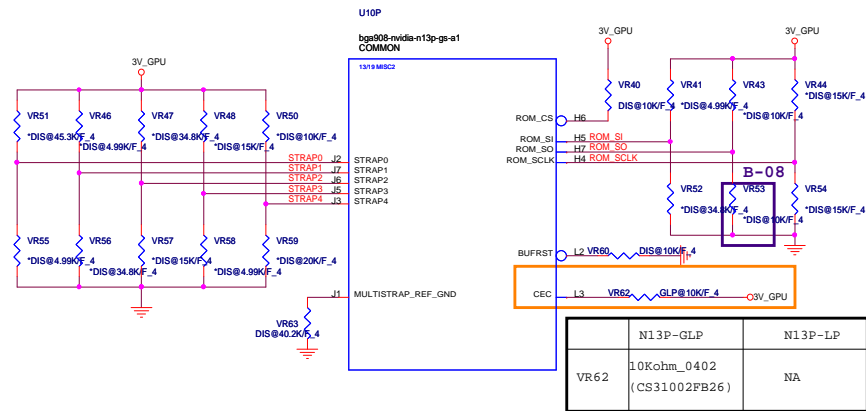 U10P
bga908-nvidia-n13p-gs-a1
COMMON
13/19 MISC2
3V_GPU
VR51
*DIS@45.3K/F_4
VR46
*DIS@4.99K/F_4
VR47
*DIS@34.8K/F_4
VR48
*DIS@15K/F_4
VR50
*DIS@10K/F_4
STRAP0 J2 STRAP0
STRAP1 J7 STRAP1
STRAP2 J6 STRAP2
STRAP3 J5 STRAP3
STRAP4 J3 STRAP4
VR55
*DIS@4.99K/F_4
VR56
*DIS@34.8K/F_4
VR57
*DIS@15K/F_4
VR58
*DIS@4.99K/F_4
VR59
*DIS@20K/F_4
J1 MULTISTRAP_REF_GND
VR63
DIS@40.2K/F_4
3V_GPU
3V_GPU
VR40
DIS@10K/F_4
VR41
*DIS@4.99K/F_4
VR43
*DIS@10K/F_4
VR44
*DIS@15K/F_4
ROM_CS H6
ROM_SI H5 ROM_SI
ROM_SO H7 ROM_SO
ROM_SCLK H4 ROM_SCLK
B-08
VR52
*DIS@34.8K/F_4
VR53
*DIS@10K/F_4
VR54
*DIS@15K/F_4
BUFRST L2 VR60 DIS@10K/F_4
CEC L3 VR62 GLP@10K/F_4 3V_GPU
N13P-GLP N13P-LP
VR62 10Kohm_0402 NA
(CS31002FB26)